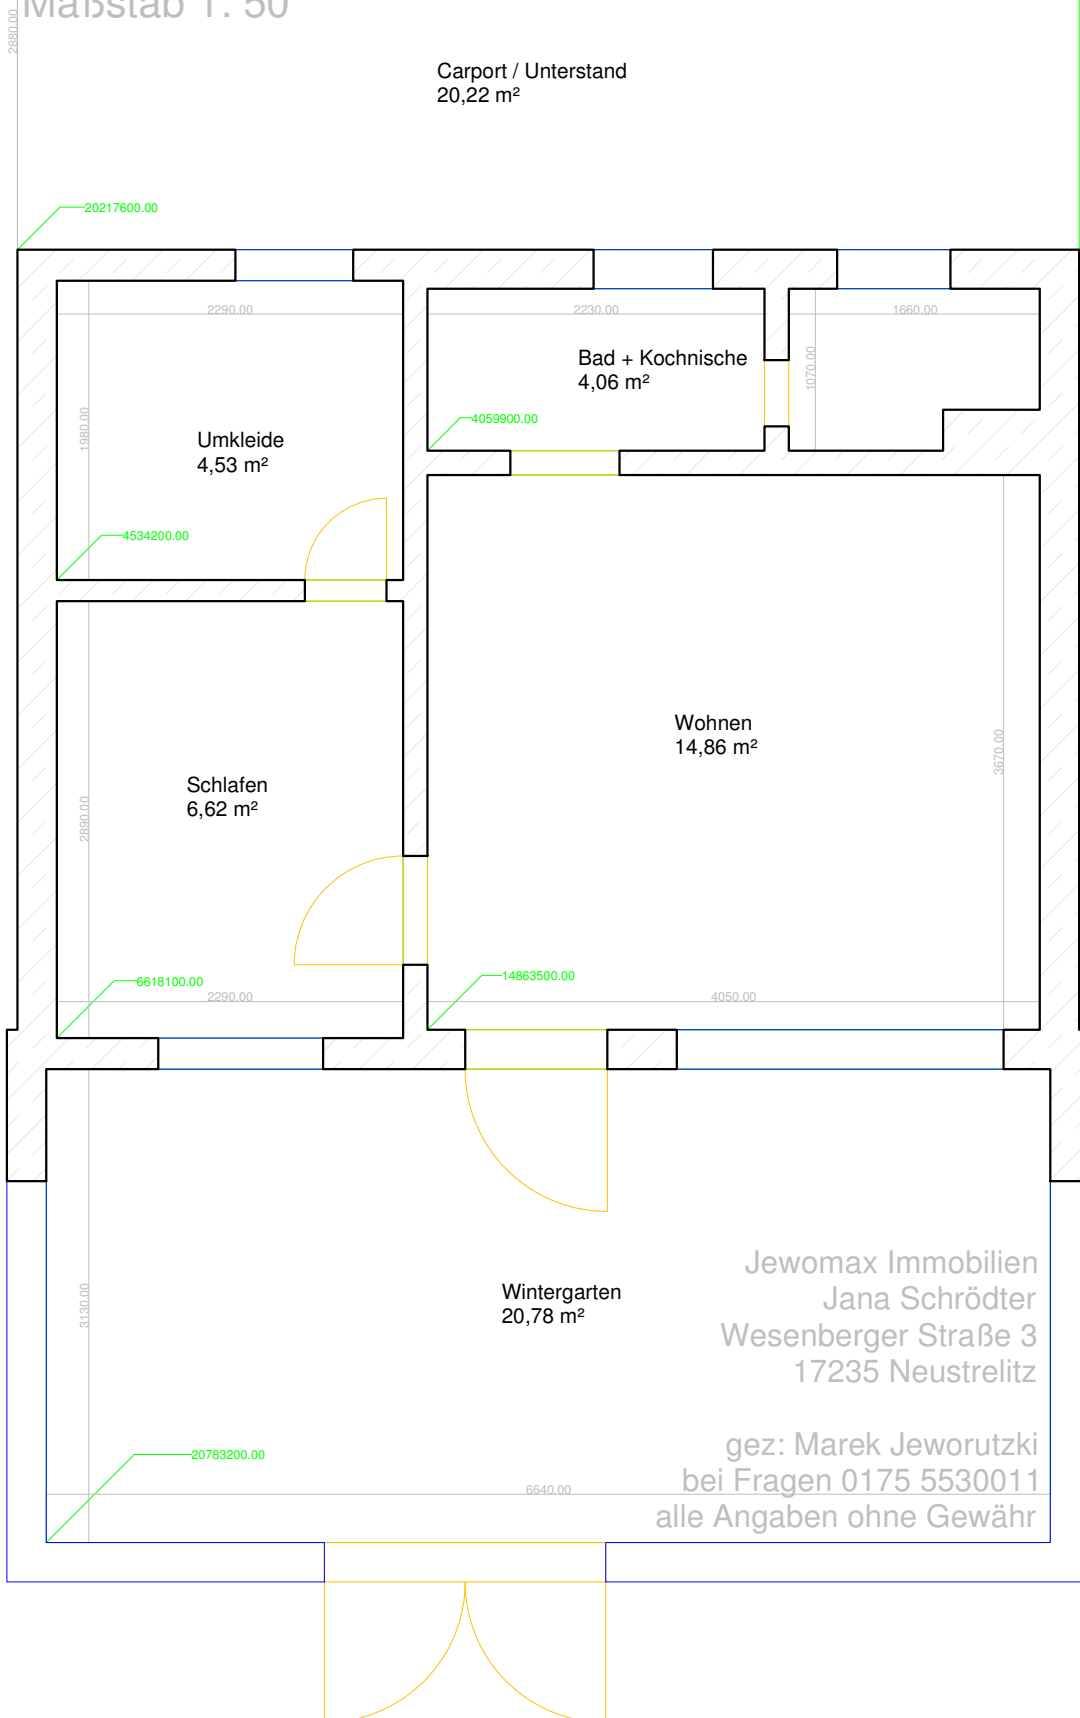 Maßstab 1: 50
2880.00
Carport / Unterstand
20,22 m²
20217600.00
2290.00
2230.00
1660.00
Bad + Kochnische
4,06 m²
1070.00
1980.00
4059900.00
Umkleide
4,53 m²
4534200.00
Wohnen
14,86 m²
3670.00
Schlafen
6,62 m²
2890.00
6618100.00
14863500.00
2290.00
4050.00
Jewomax Immobilien
Jana Schrödter
Wesenberger Straße 3
17235 Neustrelitz
Wintergarten
20,78 m²
3130.00
gez: Marek Jeworutzki
bei Fragen 0175 5530011
alle Angaben ohne Gewähr
20783200.00
6640.00